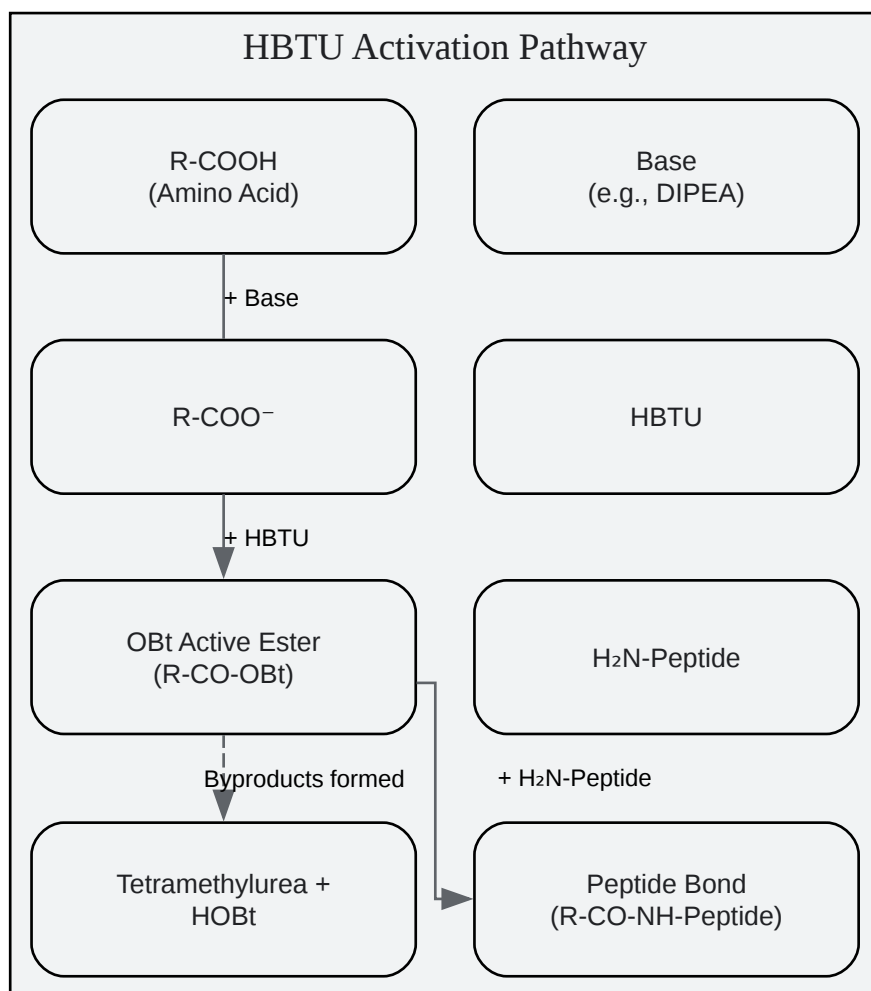 HBTU Activation Pathway
R-COOH
(Amino Acid)
Base
(e.g., DIPEA)
+ Base
R-COO⁻
HBTU
+ HBTU
OBt Active Ester
(R-CO-OBt)
H₂N-Peptide
Byproducts formed
+ H₂N-Peptide
Tetramethylurea +
HOBt
Peptide Bond
(R-CO-NH-Peptide)